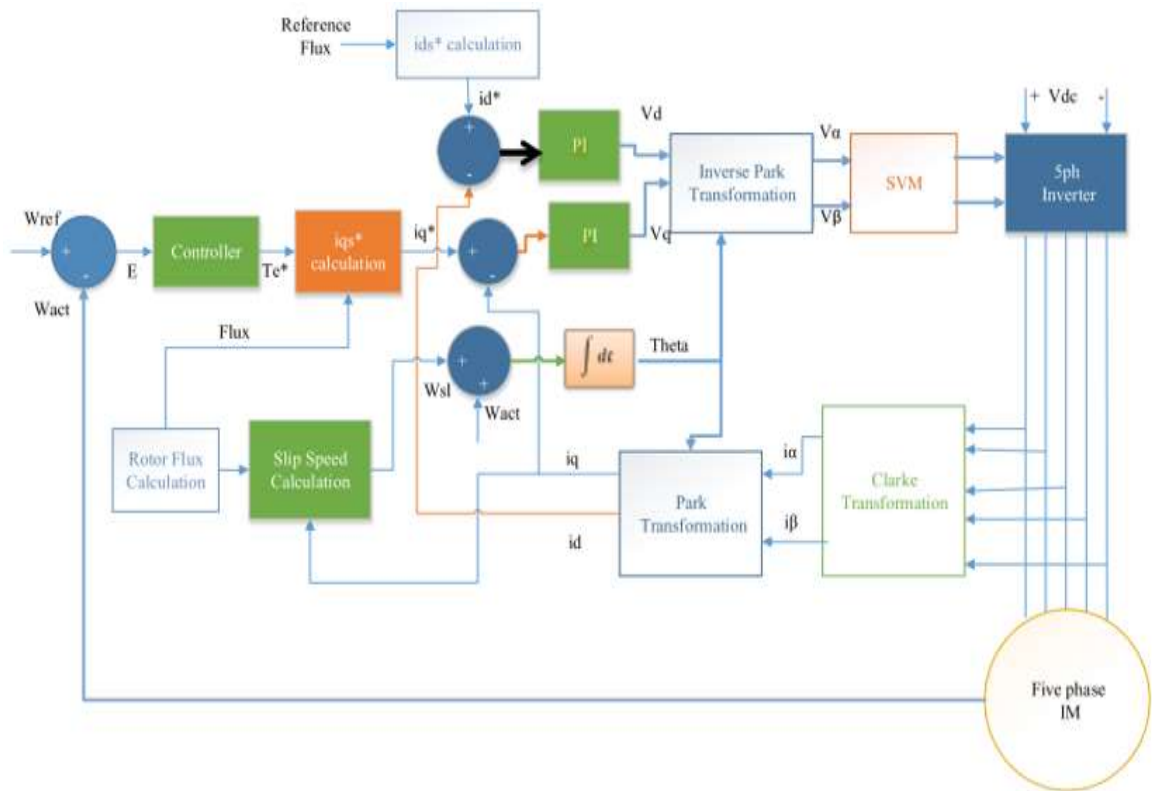 Reference
Flux
ids* calculation
id*
+
-
PI
Vd
Inverse Park
Transformation
Vα
Vβ
SVM
+ Vdc -
5ph
Inverter
Wref
+
-
Wact
E
Controller
Te*
iqs*
calculation
iq*
+
-
PI
Vq
Flux
Wsl
+
+
Wact
∫ dt
Theta
Rotor Flux
Calculation
Slip Speed
Calculation
iq
id
Park
Transformation
iα
iβ
Clarke
Transformation
Five phase
IM